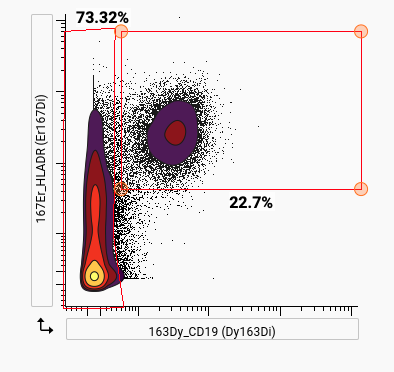 73.32%
167Er_HLADR (Er167Di)
22.7%
163Dy_CD19 (Dy163Di)